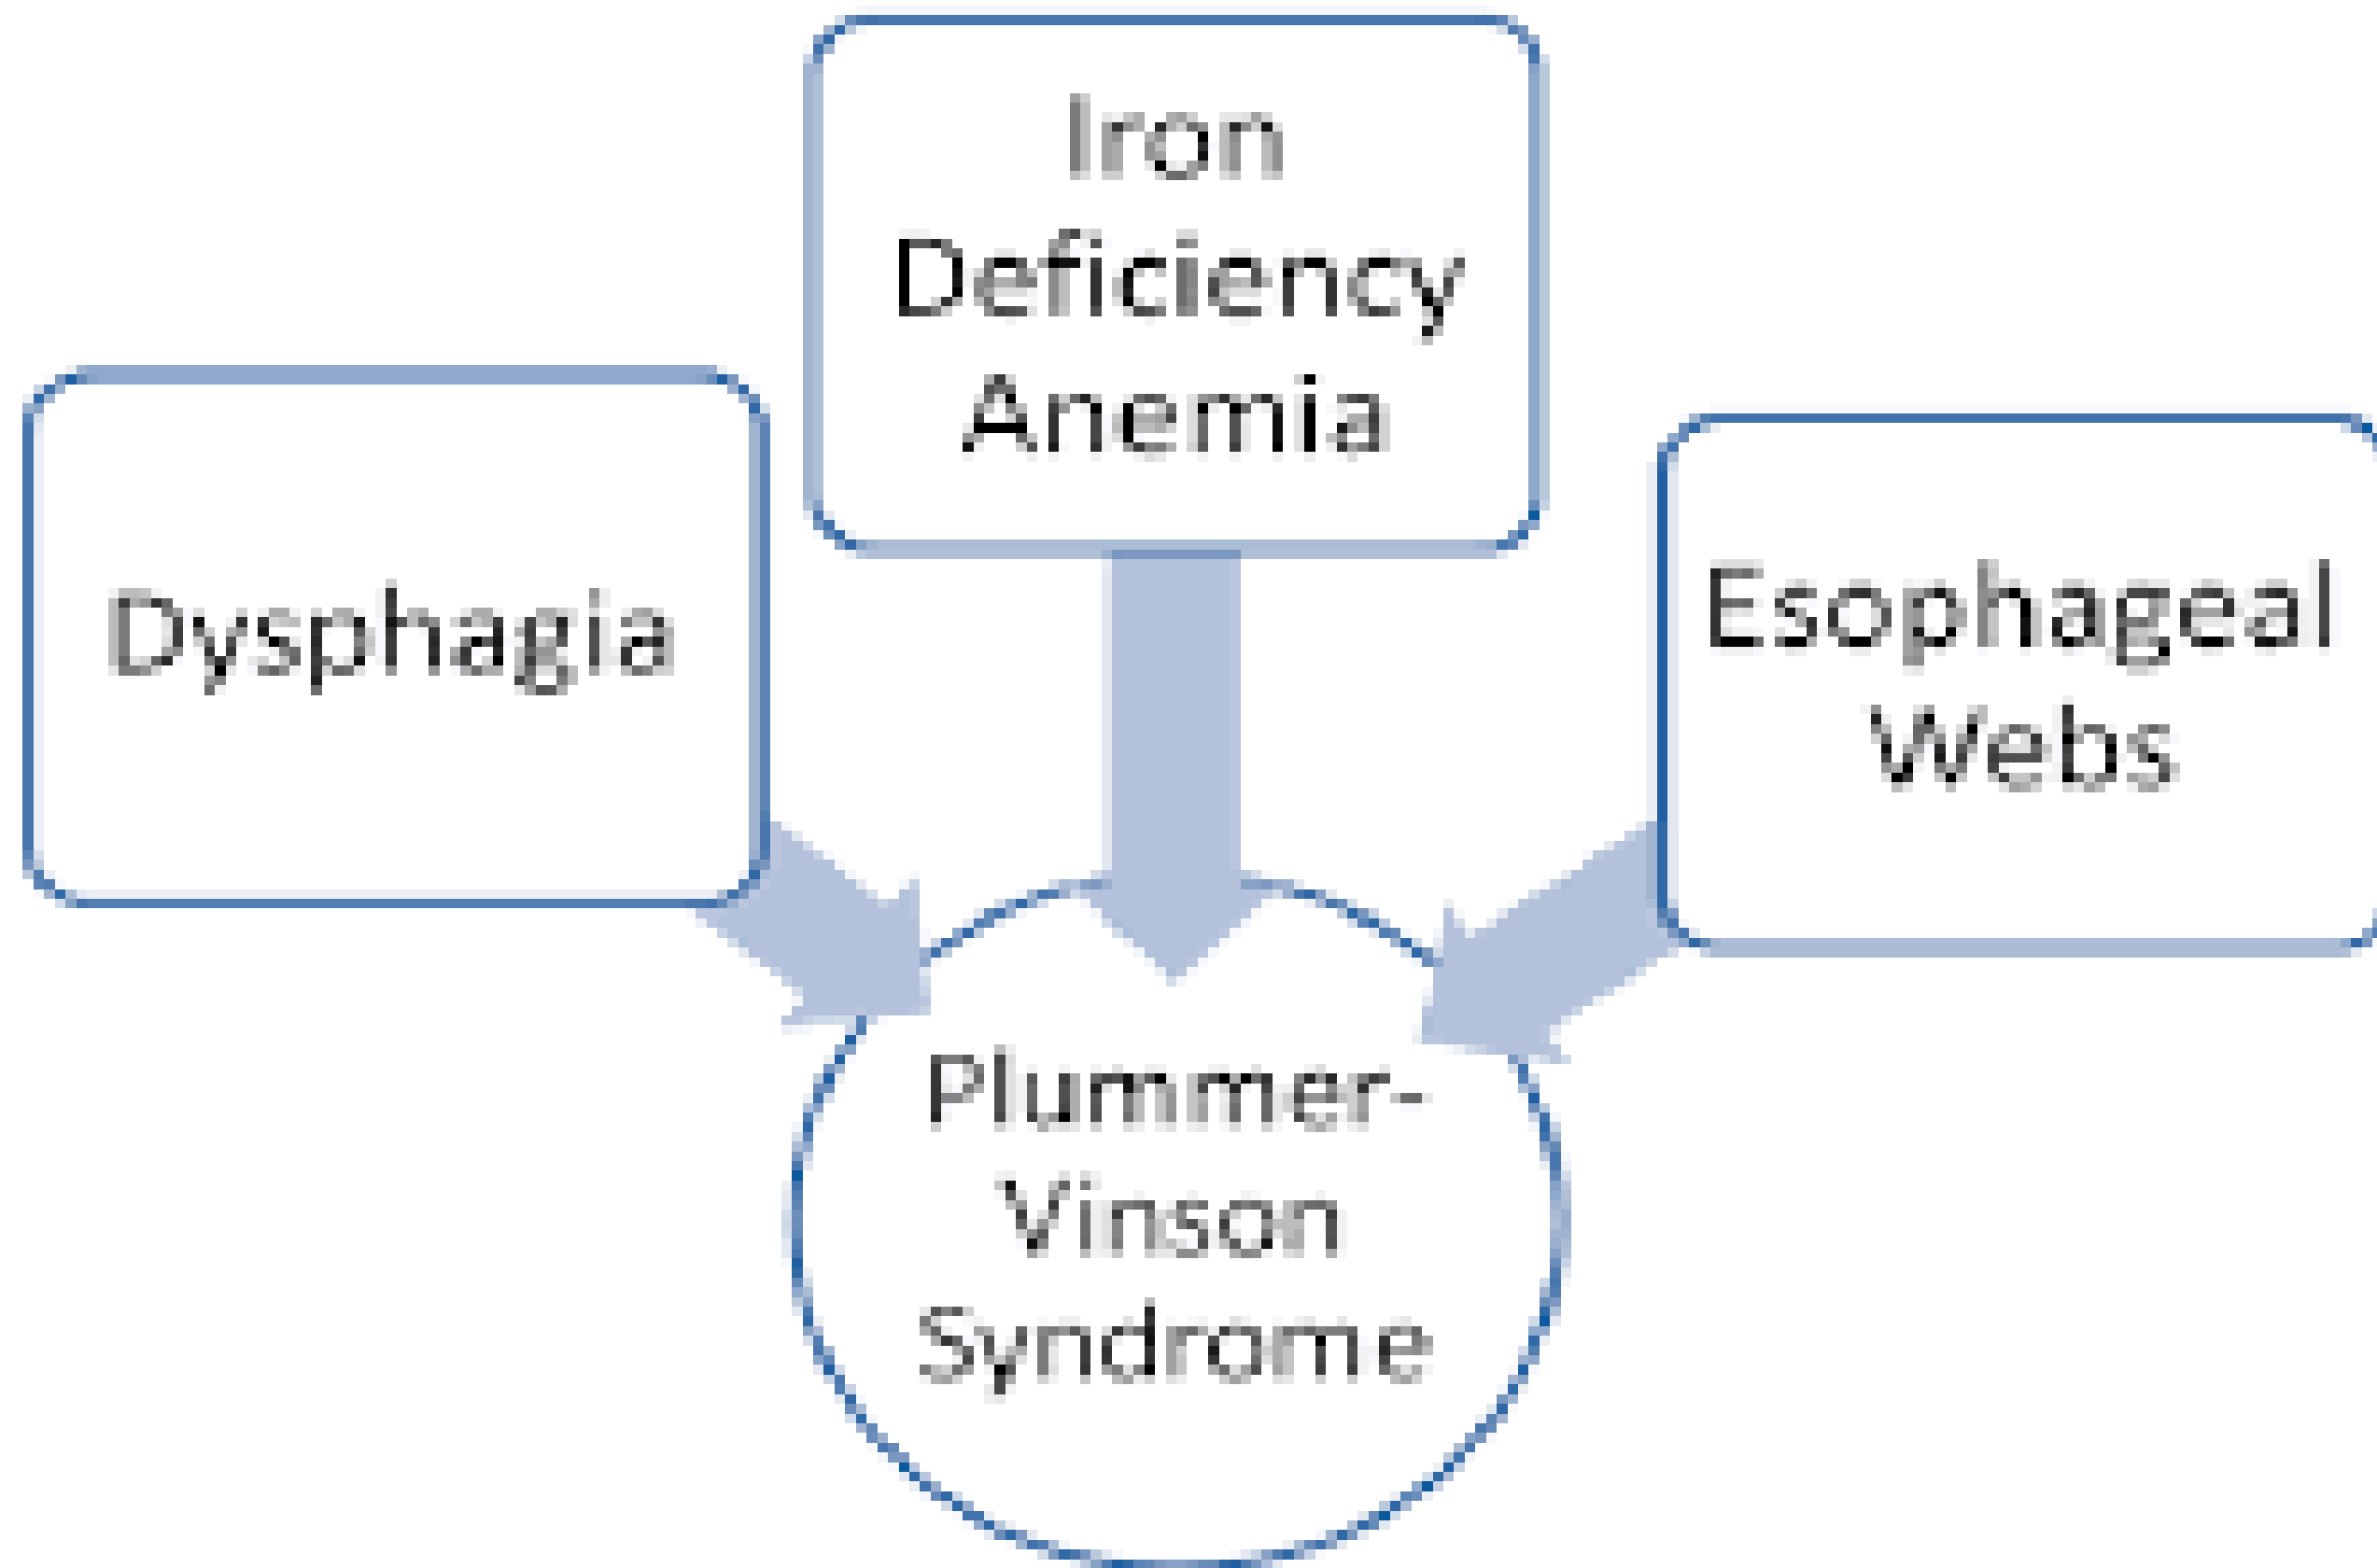 Iron
Deficiency
Anemia
Dysphagia
Esophageal
Webs
Plummer-
Vinson
Syndrome